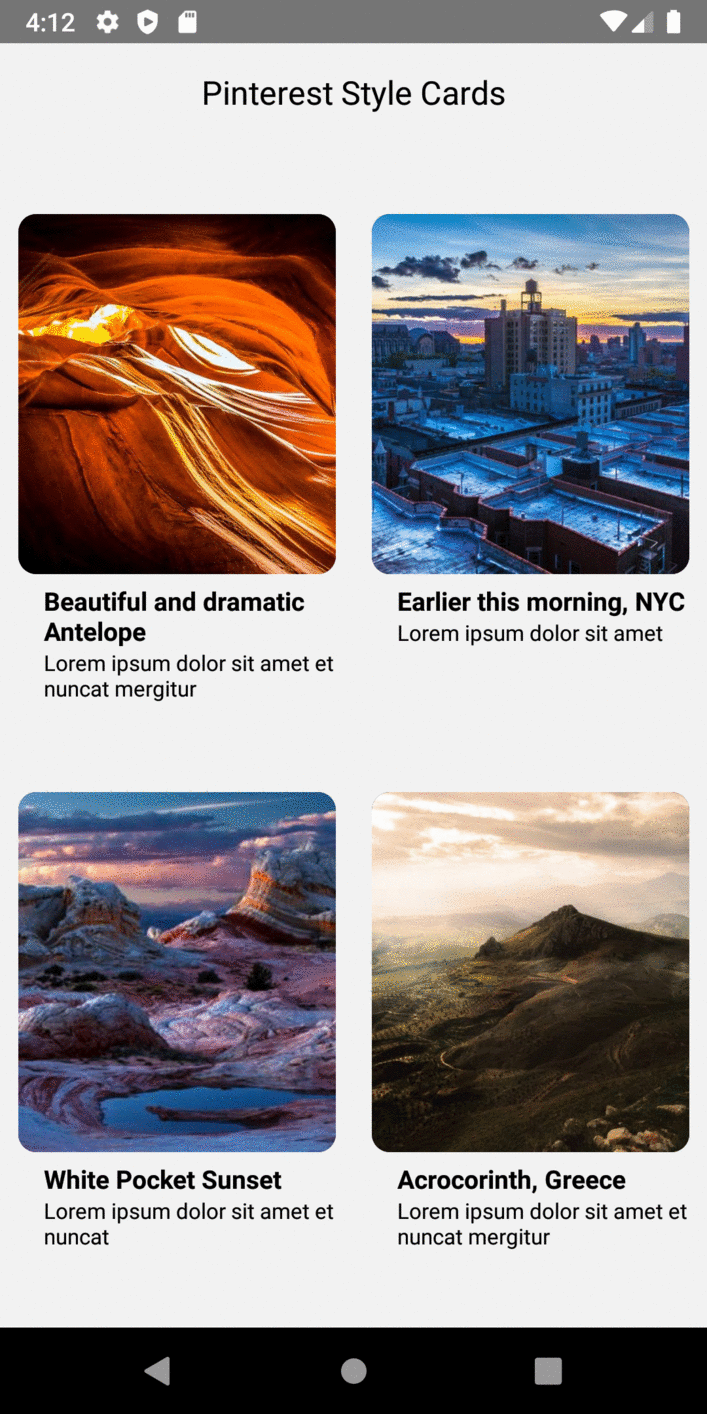 4:12
Pinterest Style Cards
Beautiful and dramatic
Antelope
Lorem ipsum dolor sit amet et
nuncat mergitur
Earlier this morning, NYC
Lorem ipsum dolor sit amet
White Pocket Sunset
Lorem ipsum dolor sit amet et
nuncat
Acrocorinth, Greece
Lorem ipsum dolor sit amet et
nuncat mergitur